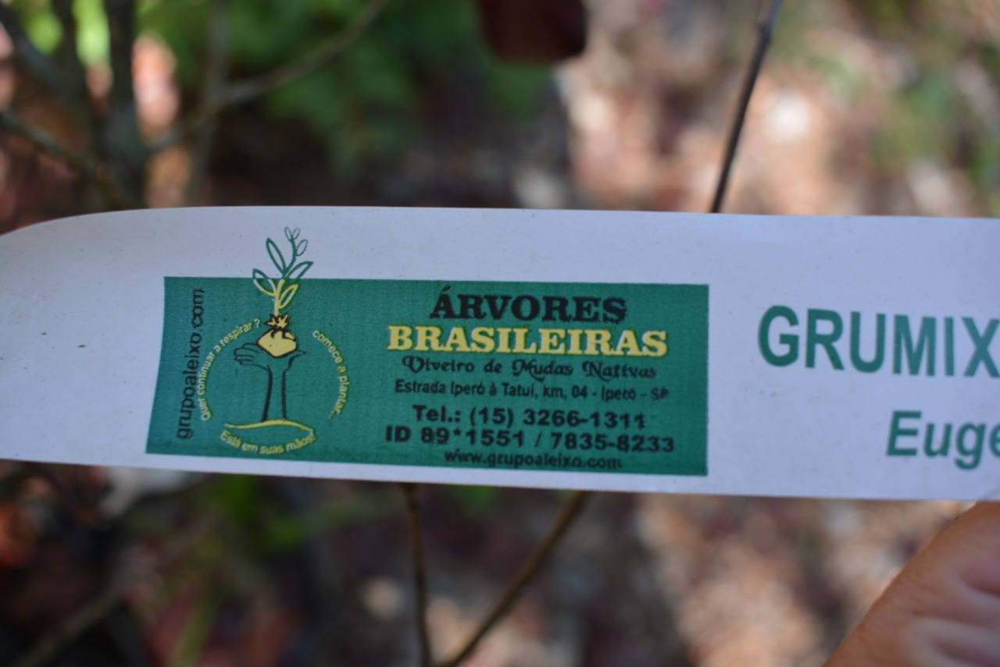 grupoaleixo.com
Quer continuar a respirar ?
comece a plantar...
Está em suas mãos!
ÁRVORES
BRASILEIRAS
Viveiro de Mudas Nativas
Estrada Iperó à Tatuí, km, 04 - Iperó - SP
Tel.: (15) 3266-1311
ID 89*1551 / 7835-8233
www.grupoaleixo.com
GRUMIX
Euge